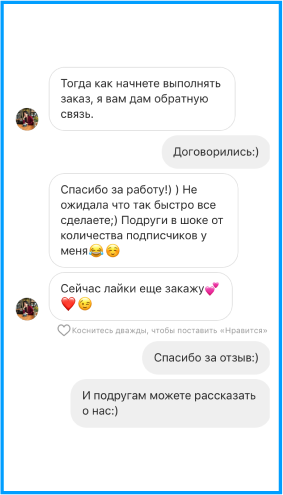 Тогда как начнете выполнять
заказ, я вам дам обратную
связь.
Договорились:)
Спасибо за работу!) ) Не
ожидала что так быстро все
сделаете;) Подруги в шоке от
количества подписчиков у
меня😂☺️
Сейчас лайки еще закажу💕
❤️😉
Коснитесь дважды, чтобы поставить «Нравится»
Спасибо за отзыв:)
И подругам можете рассказать
о нас:)